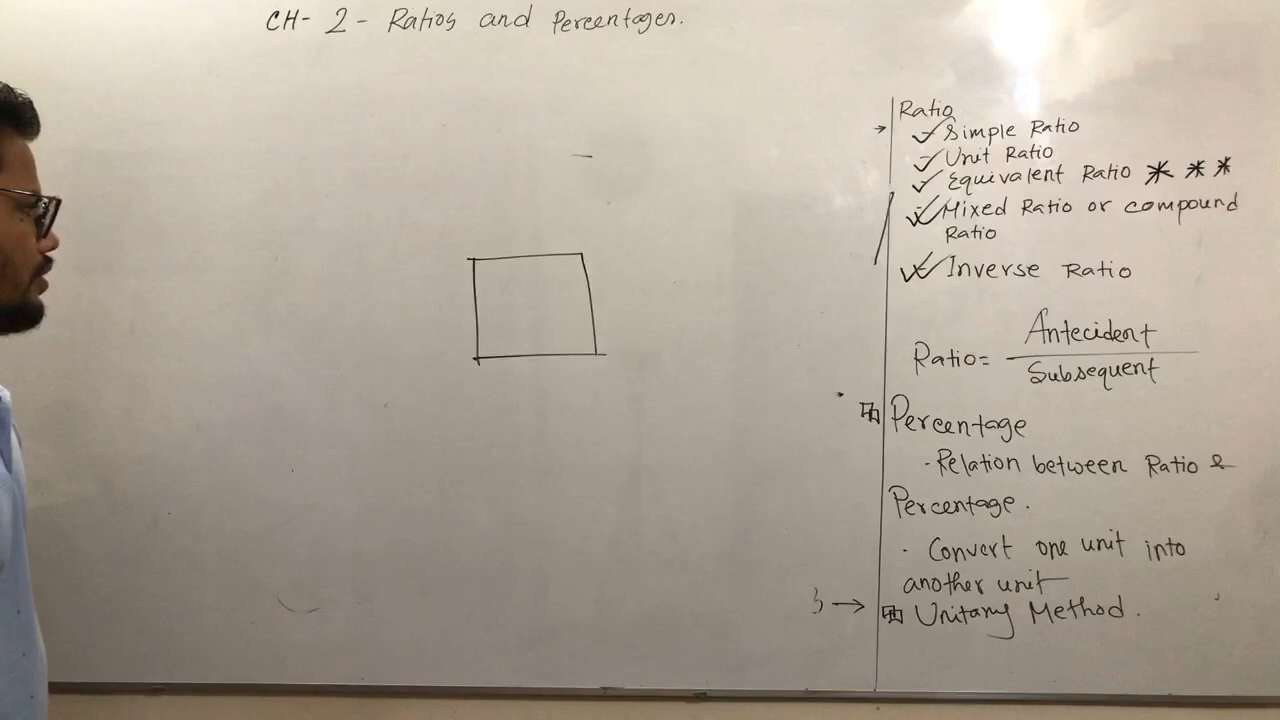 CH- 2 - Ratios and Percentages.
Ratio
Simple Ratio
Unit Ratio
Equivalent Ratio ***
Mixed Ratio or compound
Ratio
Inverse Ratio
Ratio= Antecident
Subsequent
Percentage
· Relation between Ratio &
Percentage.
· Convert one unit into
another unit
→ Unitary Method.